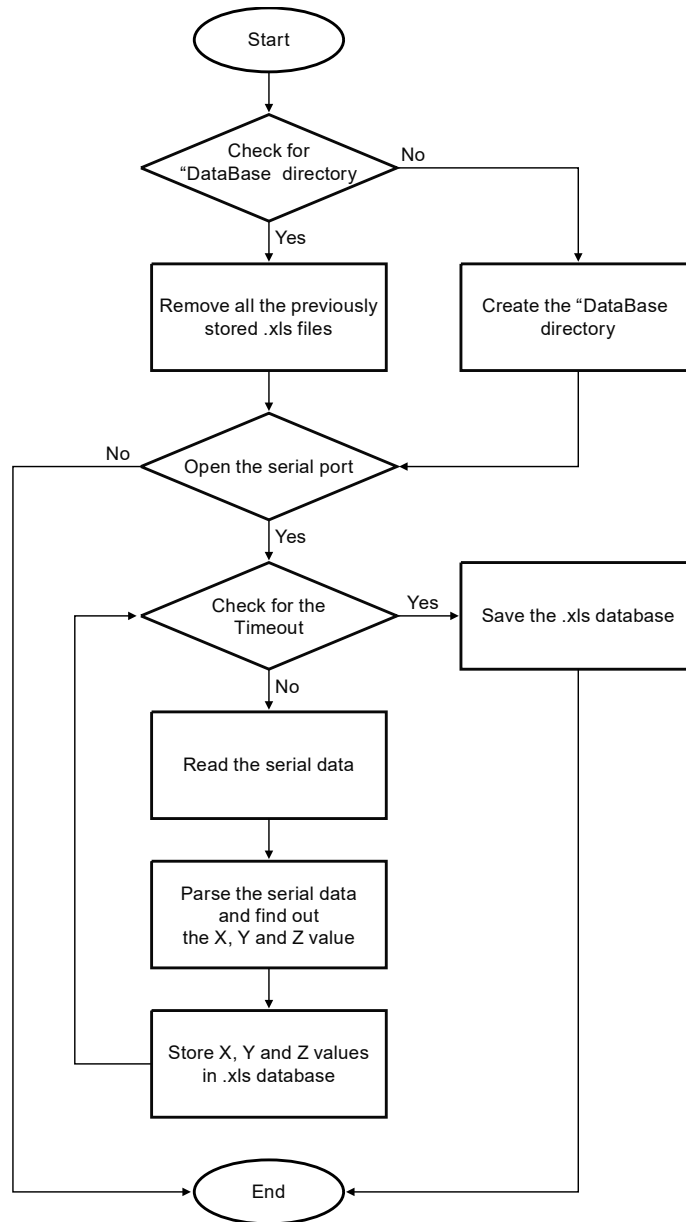 Start
Check for
“DataBase directory
No
Yes
Remove all the previously
stored .xls files
Create the “DataBase
directory
No
Open the serial port
Yes
Check for the
Timeout
Yes
Save the .xls database
No
Read the serial data
Parse the serial data
and find out
the X, Y and Z value
Store X, Y and Z values
in .xls database
End